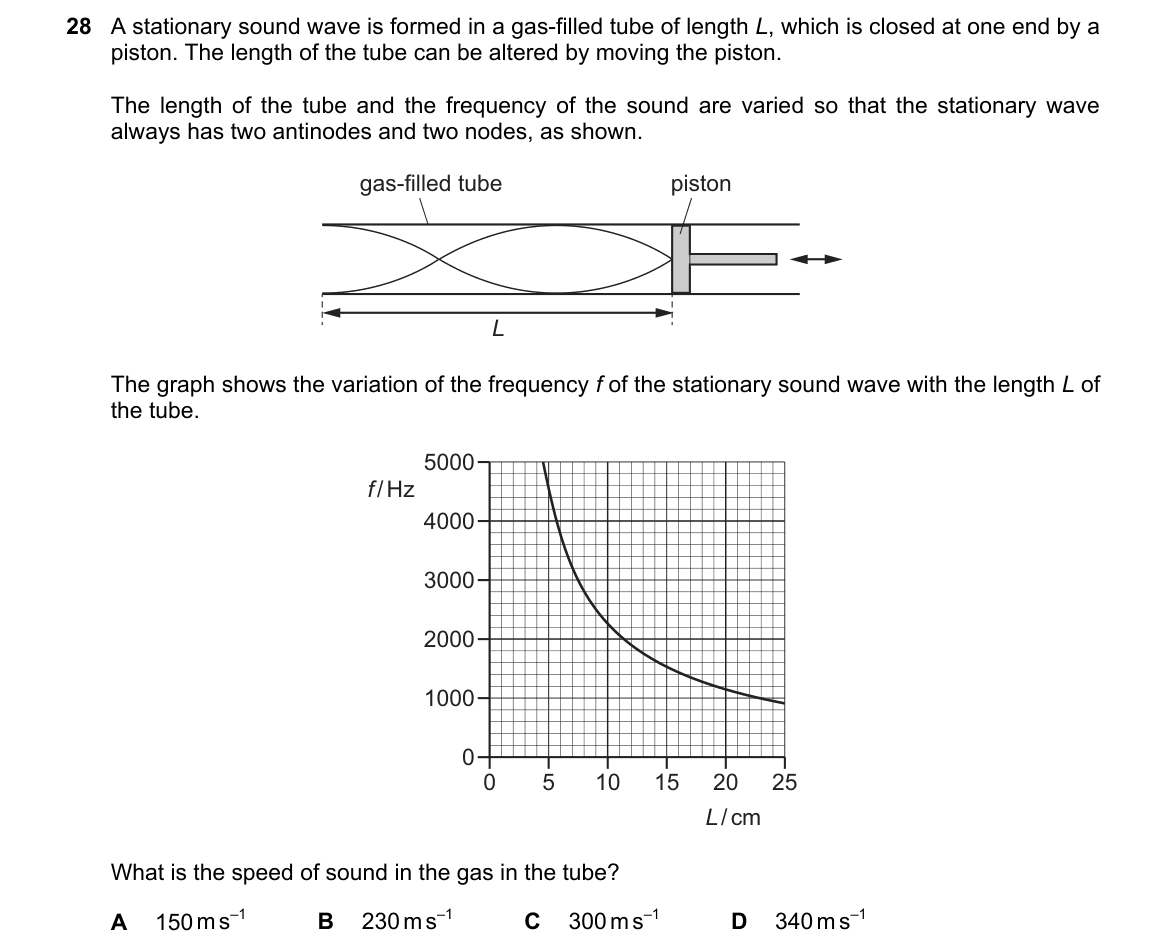 28 A stationary sound wave is formed in a gas-filled tube of length L, which is closed at one end by a
piston. The length of the tube can be altered by moving the piston.
The length of the tube and the frequency of the sound are varied so that the stationary wave
always has two antinodes and two nodes, as shown.
gas-filled tube piston
L
The graph shows the variation of the frequency f of the stationary sound wave with the length L of
the tube.
5000
f / Hz
4000
3000
2000
1000
0
0 5 10 15 20 25
L / cm
What is the speed of sound in the gas in the tube?
A 150 m s⁻¹ B 230 m s⁻¹ C 300 m s⁻¹ D 340 m s⁻¹